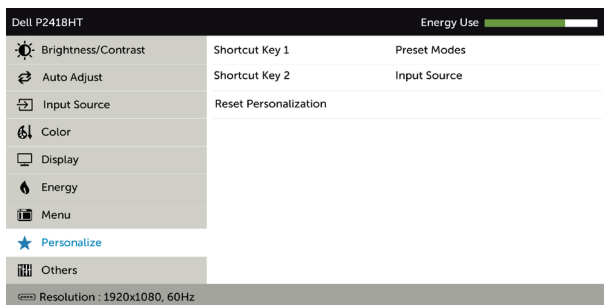 Dell P2418HT Energy Use
Brightness/Contrast Shortcut Key 1 Preset Modes
Auto Adjust Shortcut Key 2 Input Source
Input Source Reset Personalization
Color
Display
Energy
Menu
Personalize
Others
Resolution : 1920x1080, 60Hz